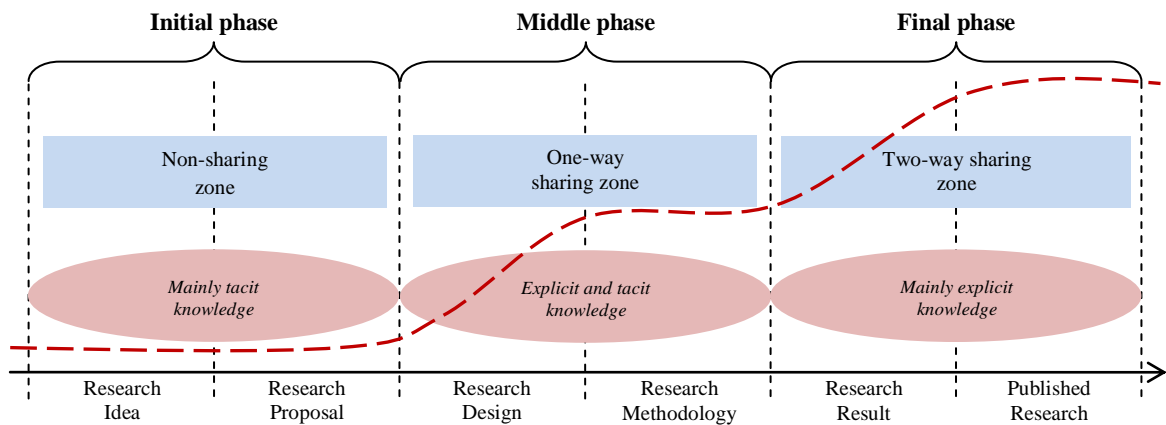 Initial phase
Middle phase
Final phase
Non-sharing
zone
One-way
sharing zone
Two-way sharing
zone
Mainly tacit
knowledge
Explicit and tacit
knowledge
Mainly explicit
knowledge
Research
Idea
Research
Proposal
Research
Design
Research
Methodology
Research
Result
Published
Research